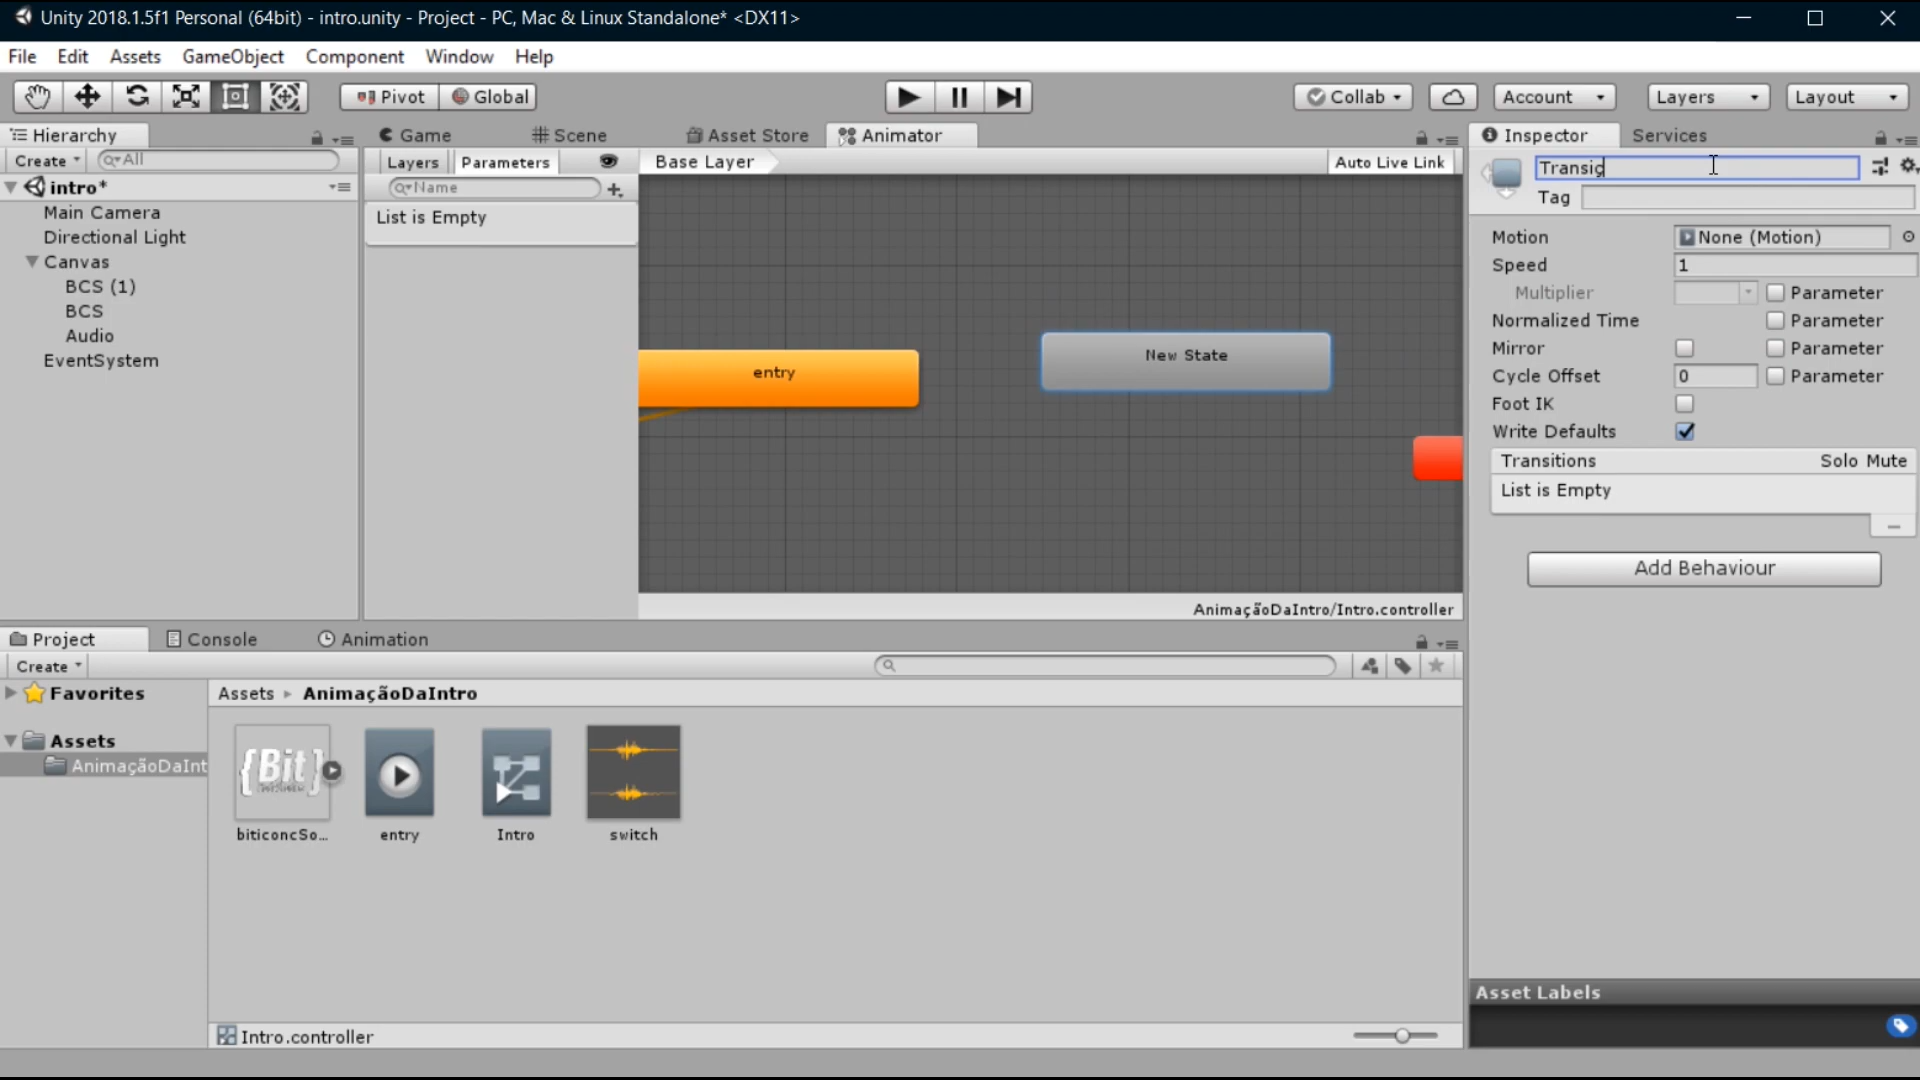 Unity 2018.1.5f1 Personal (64bit) - intro.unity - Project - PC, Mac & Linux Standalone* <DX11>
File Edit Assets GameObject Component Window Help
Pivot Global Collab Account Layers Layout
Hierarchy
Create All
intro*
Main Camera
Directional Light
Canvas
BCS (1)
BCS
Audio
EventSystem
Game Scene Asset Store Animator
Layers Parameters Base Layer Auto Live Link
Name
List is Empty
entry
New State
AnimaçãoDaIntro/Intro.controller
Inspector Services
Transiç
Tag
Motion None (Motion)
Speed 1
Multiplier Parameter
Normalized Time Parameter
Mirror Parameter
Cycle Offset 0 Parameter
Foot IK
Write Defaults
Transitions Solo Mute
List is Empty
Add Behaviour
Project Console Animation
Create
Favorites
Assets
AnimaçãoDaInt
Assets AnimaçãoDaIntro
{Bit}
biticoncSo... entry Intro switch
Intro.controller
Asset Labels